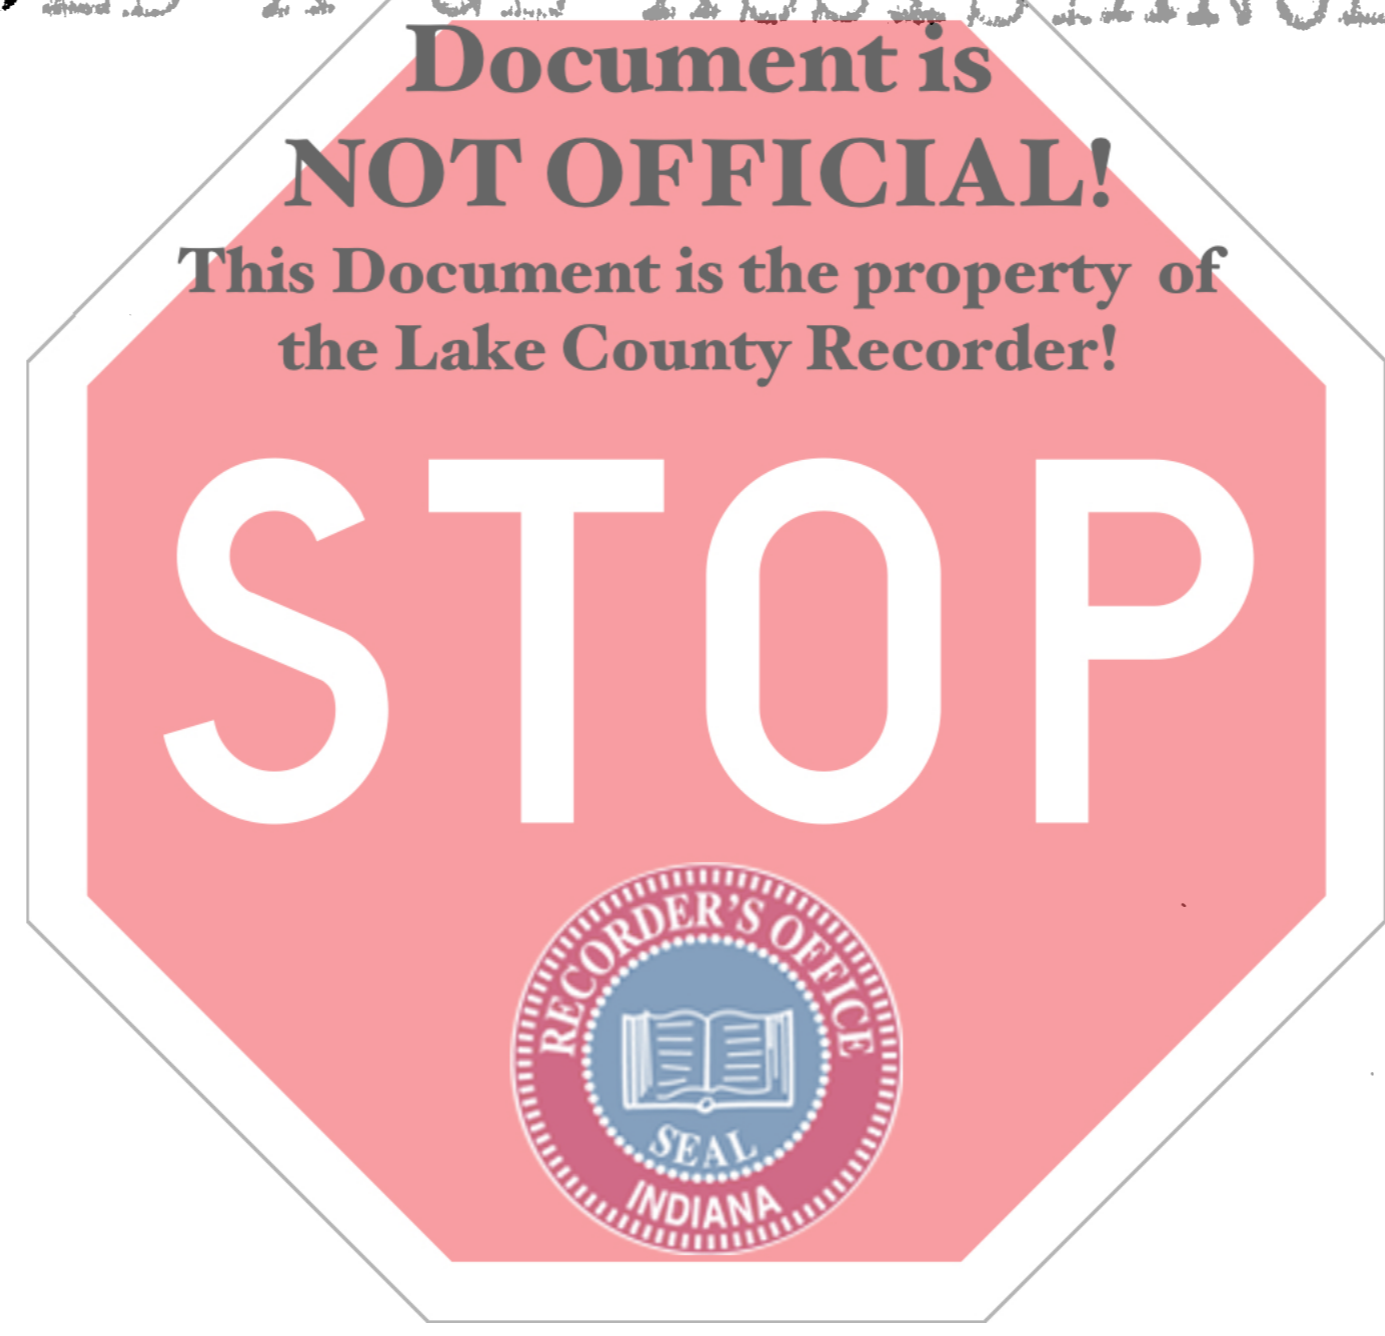 Document is
NOT OFFICIAL!
This Document is the property of
the Lake County Recorder!
STOP
RECORDER'S OFFICE
SEAL
INDIANA